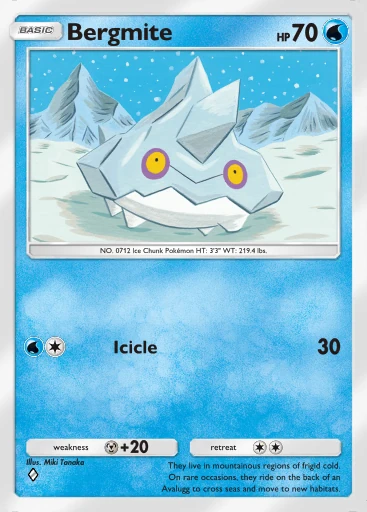 BASIC Bergmite HP 70
NO. 0712 Ice Chunk Pokémon HT: 3'3" WT: 219.4 lbs.
Icicle 30
weakness +20 retreat
Illus. Miki Tanaka
They live in mountainous regions of frigid cold.
On rare occasions, they ride on the back of an
Avalugg to cross seas and move to new habitats.